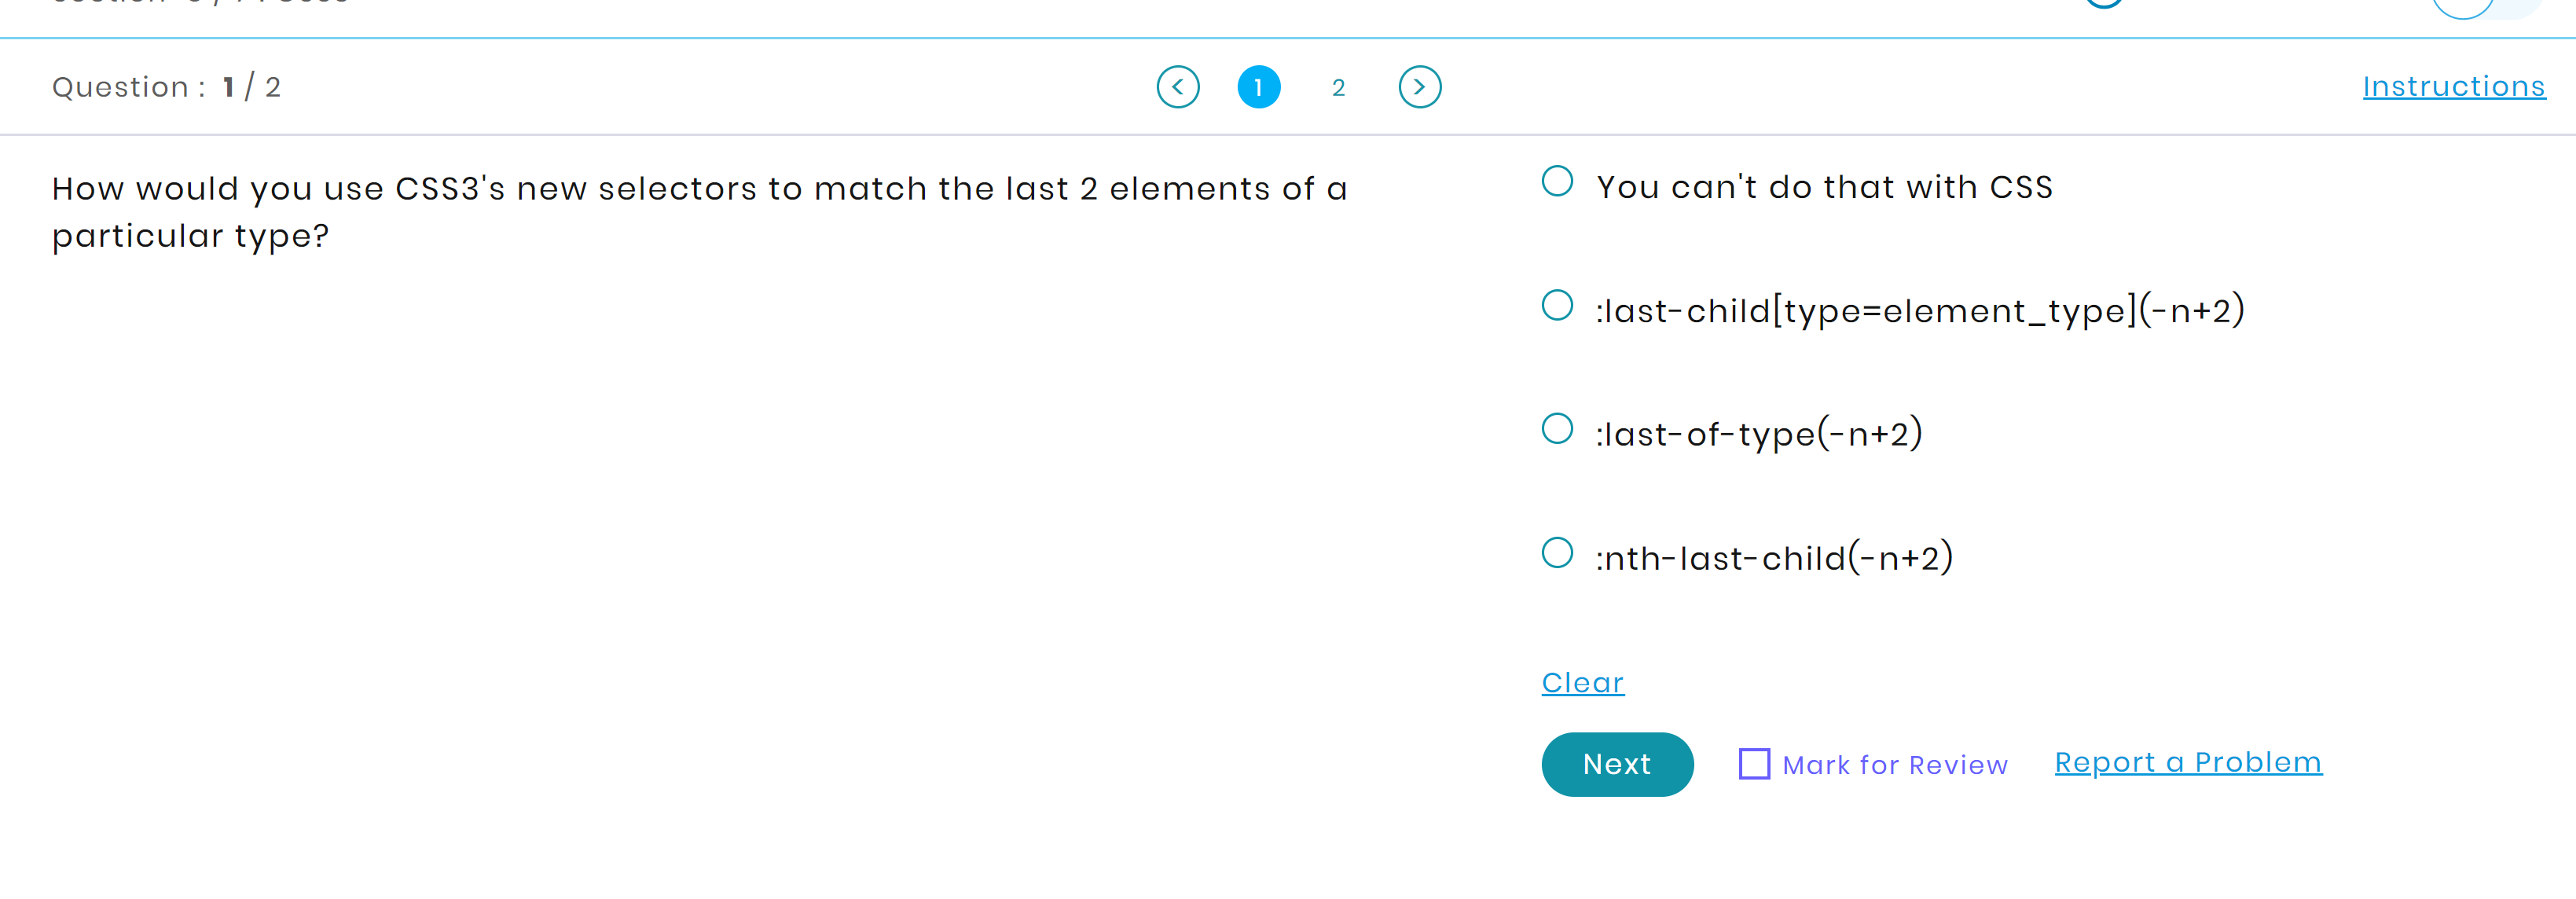 Question : 1 / 2
1
2
Instructions
How would you use CSS3's new selectors to match the last 2 elements of a
particular type?
You can't do that with CSS
:last-child[type=element_type](-n+2)
:last-of-type(-n+2)
:nth-last-child(-n+2)
Clear
Next
Mark for Review
Report a Problem